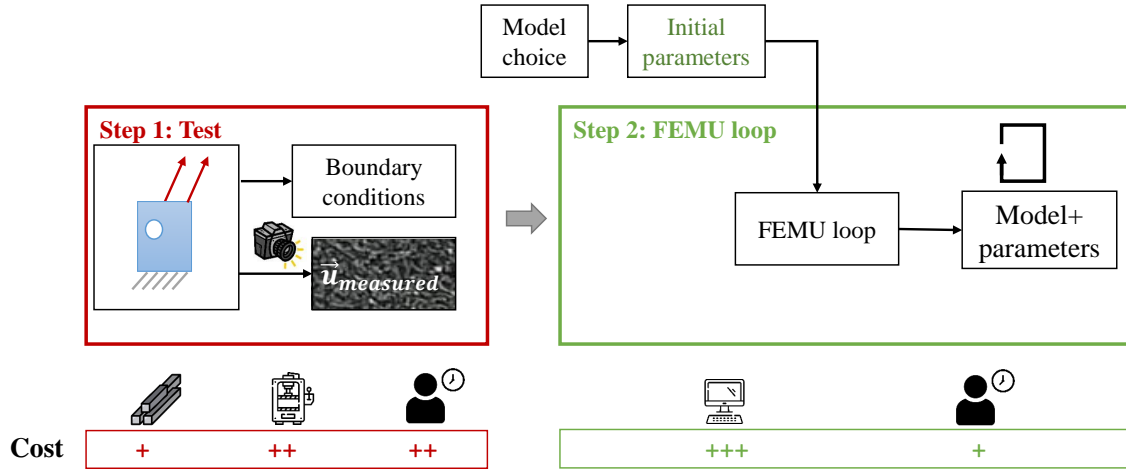 Model
choice
Initial
parameters
Step 1: Test
Boundary
conditions
u⃗measured
Step 2: FEMU loop
FEMU loop
Model+
parameters
Cost
+
++
++
+++
+